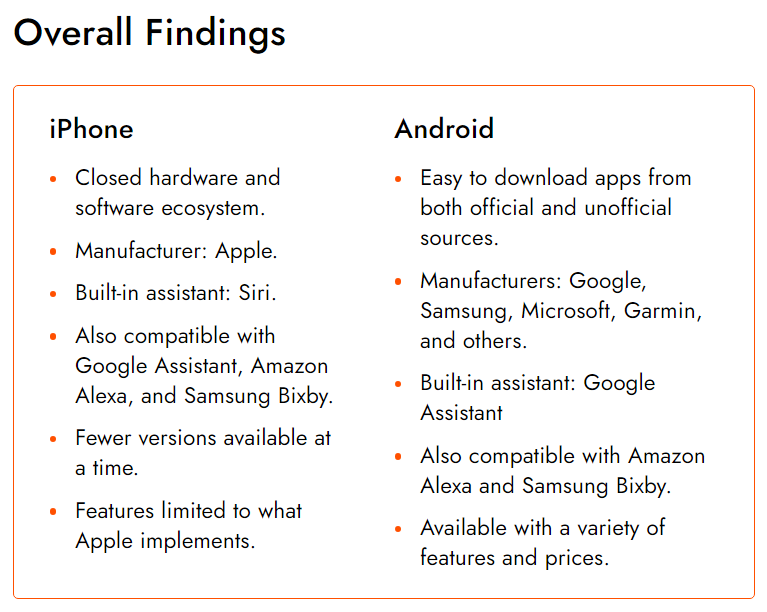 Overall Findings
iPhone
• Closed hardware and
software ecosystem.
• Manufacturer: Apple.
• Built-in assistant: Siri.
• Also compatible with
Google Assistant, Amazon
Alexa, and Samsung Bixby.
• Fewer versions available at
a time.
• Features limited to what
Apple implements.
Android
• Easy to download apps from
both official and unofficial
sources.
• Manufacturers: Google,
Samsung, Microsoft, Garmin,
and others.
• Built-in assistant: Google
Assistant
• Also compatible with Amazon
Alexa and Samsung Bixby.
• Available with a variety of
features and prices.